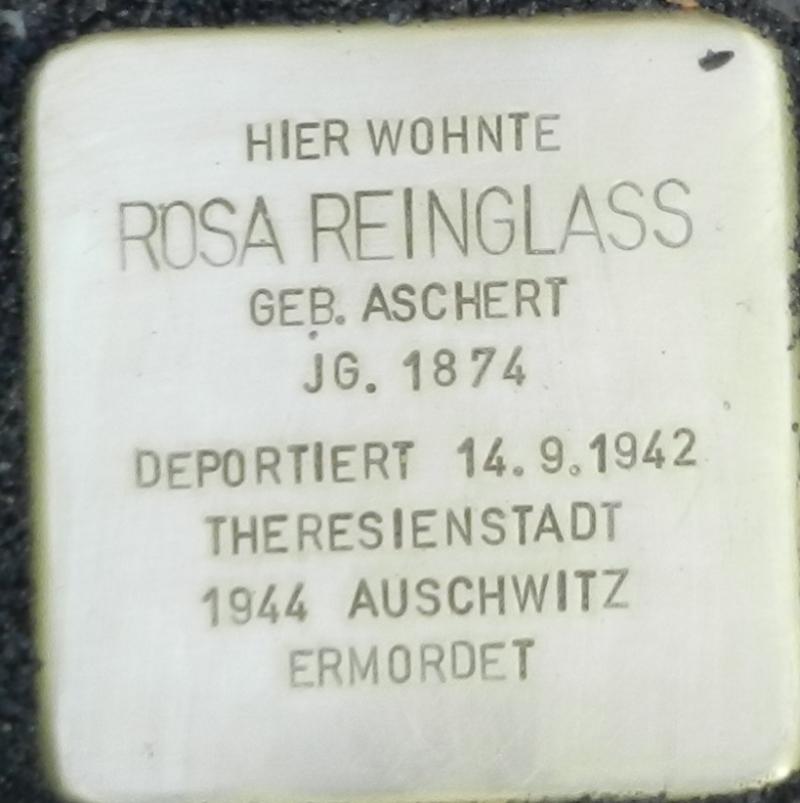 HIER WOHNTE
ROSA REINGLASS
GEB. ASCHERT
JG. 1874
DEPORTIERT 14.9.1942
THERESIENSTADT
1944 AUSCHWITZ
ERMORDET